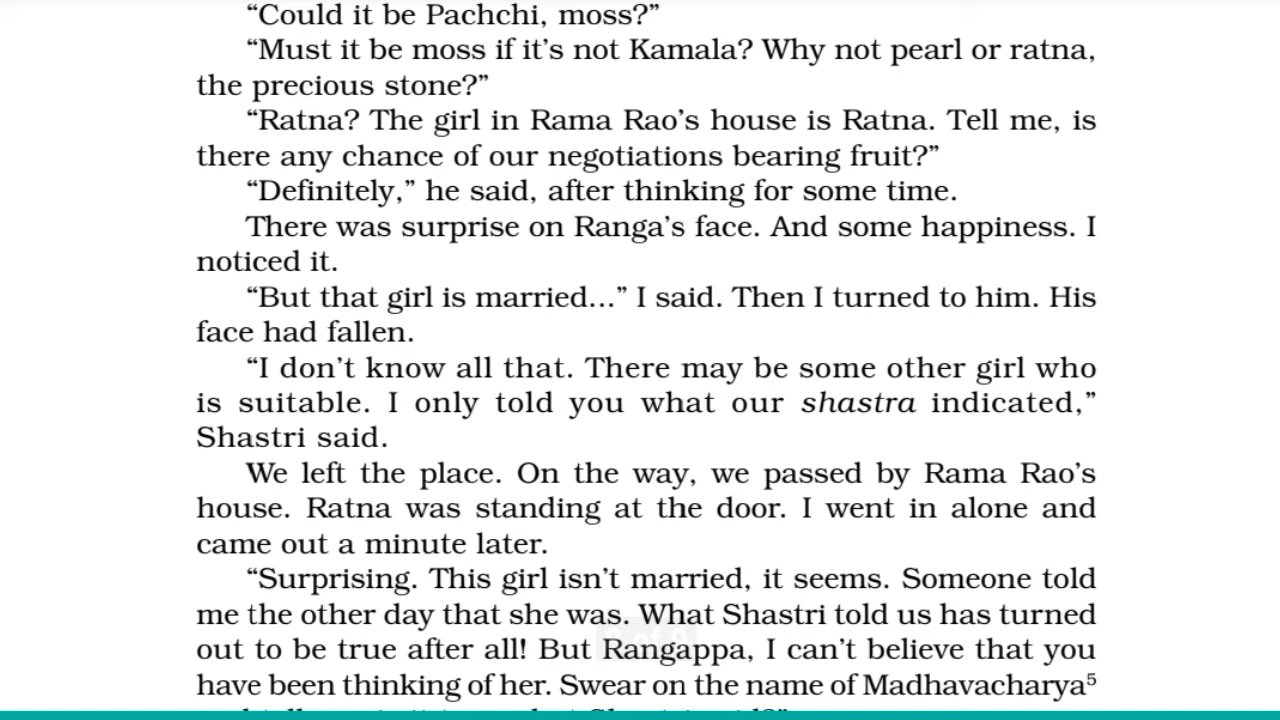 “Could it be Pachchi, moss?”
“Must it be moss if it’s not Kamala? Why not pearl or ratna,
the precious stone?”
“Ratna? The girl in Rama Rao’s house is Ratna. Tell me, is
there any chance of our negotiations bearing fruit?”
“Definitely,” he said, after thinking for some time.
There was surprise on Ranga’s face. And some happiness. I
noticed it.
“But that girl is married...” I said. Then I turned to him. His
face had fallen.
“I don’t know all that. There may be some other girl who
is suitable. I only told you what our shastra indicated,”
Shastri said.
We left the place. On the way, we passed by Rama Rao’s
house. Ratna was standing at the door. I went in alone and
came out a minute later.
“Surprising. This girl isn’t married, it seems. Someone told
me the other day that she was. What Shastri told us has turned
out to be true after all! But Rangappa, I can’t believe that you
have been thinking of her. Swear on the name of Madhavacharya⁵